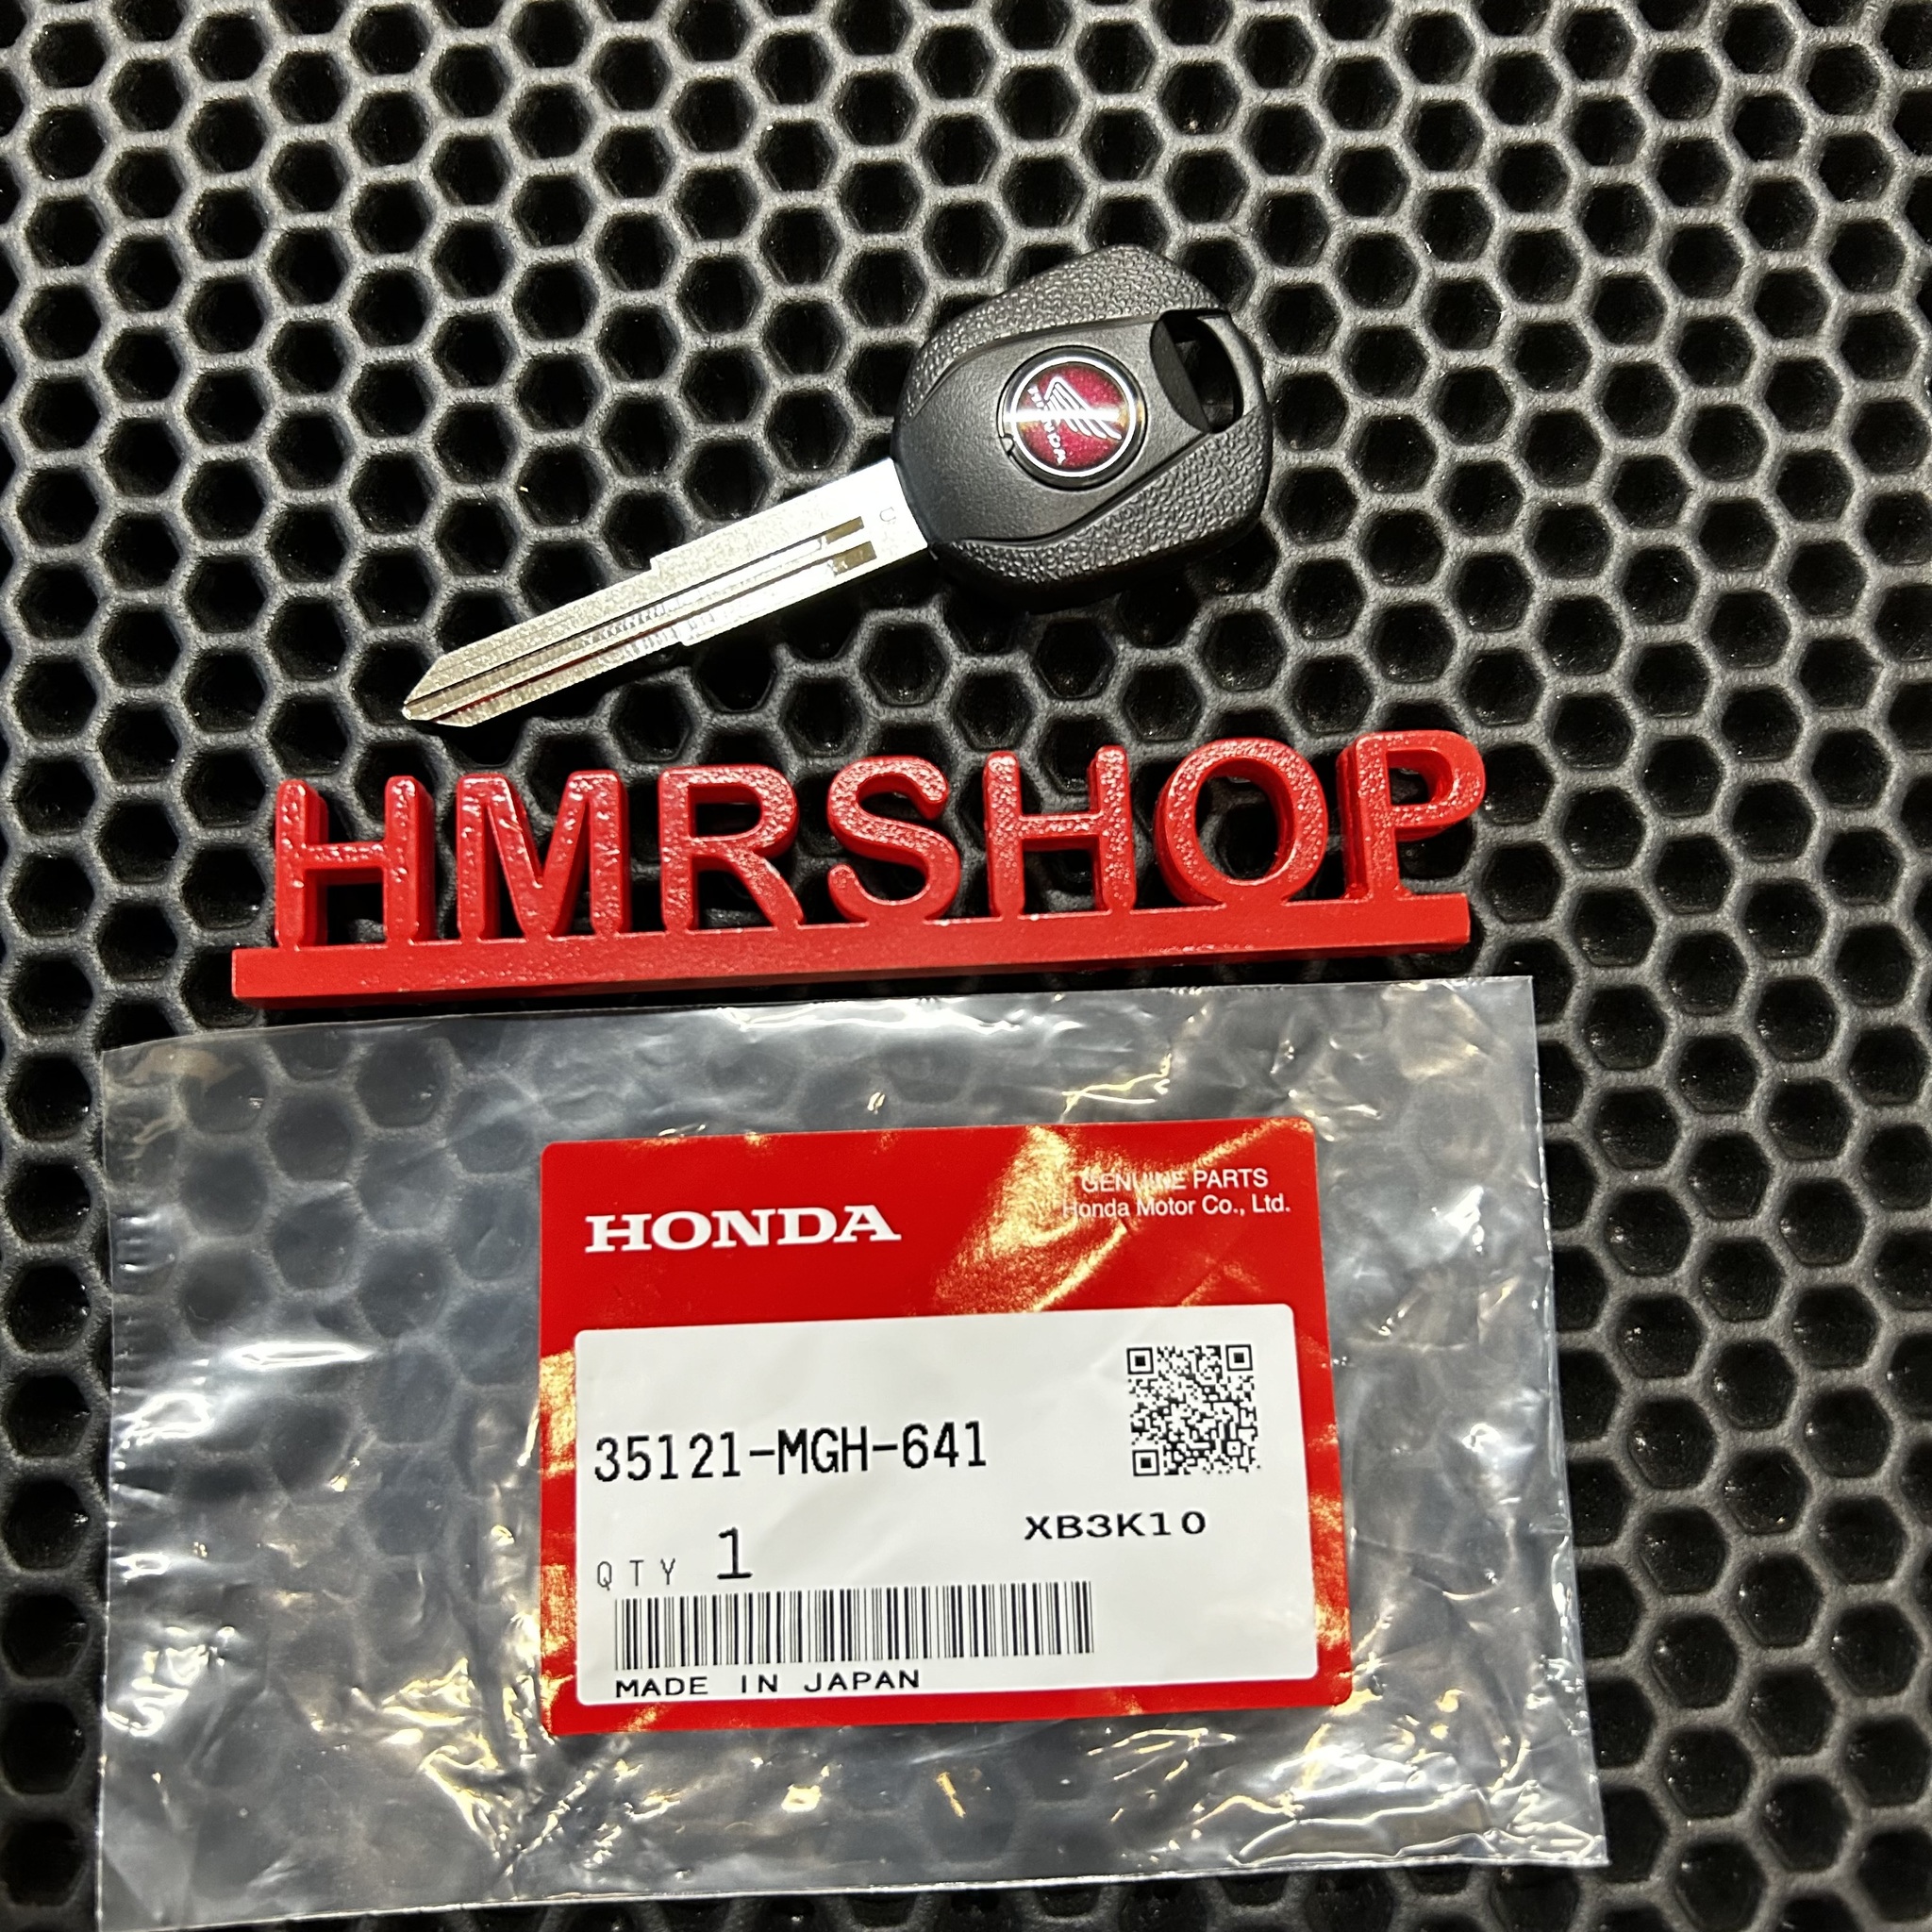 HONDA
HMRSHOP
HONDA
GENUINE PARTS
Honda Motor Co., Ltd.
35121-MGH-641
XB3K10
QTY 1
MADE IN JAPAN